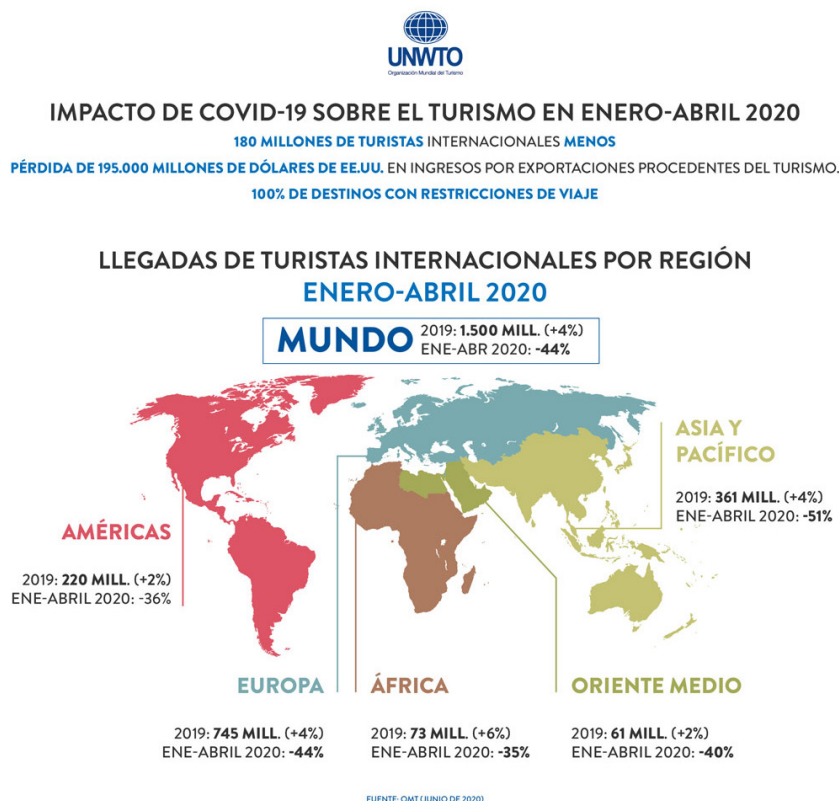 UNWTO
Organización Mundial del Turismo
IMPACTO DE COVID-19 SOBRE EL TURISMO EN ENERO-ABRIL 2020
180 MILLONES DE TURISTAS INTERNACIONALES MENOS
PÉRDIDA DE 195.000 MILLONES DE DÓLARES DE EE.UU. EN INGRESOS POR EXPORTACIONES PROCEDENTES DEL TURISMO.
100% DE DESTINOS CON RESTRICCIONES DE VIAJE
LLEGADAS DE TURISTAS INTERNACIONALES POR REGIÓN
ENERO-ABRIL 2020
MUNDO
2019: 1.500 MILL. (+4%)
ENE-ABR 2020: -44%
ASIA Y
PACÍFICO
2019: 361 MILL. (+4%)
ENE-ABRIL 2020: -51%
AMÉRICAS
2019: 220 MILL. (+2%)
ENE-ABRIL 2020: -36%
EUROPA
2019: 745 MILL. (+4%)
ENE-ABRIL 2020: -44%
ÁFRICA
2019: 73 MILL. (+6%)
ENE-ABRIL 2020: -35%
ORIENTE MEDIO
2019: 61 MILL. (+2%)
ENE-ABRIL 2020: -40%
FUENTE: OMT (JUNIO DE 2020)